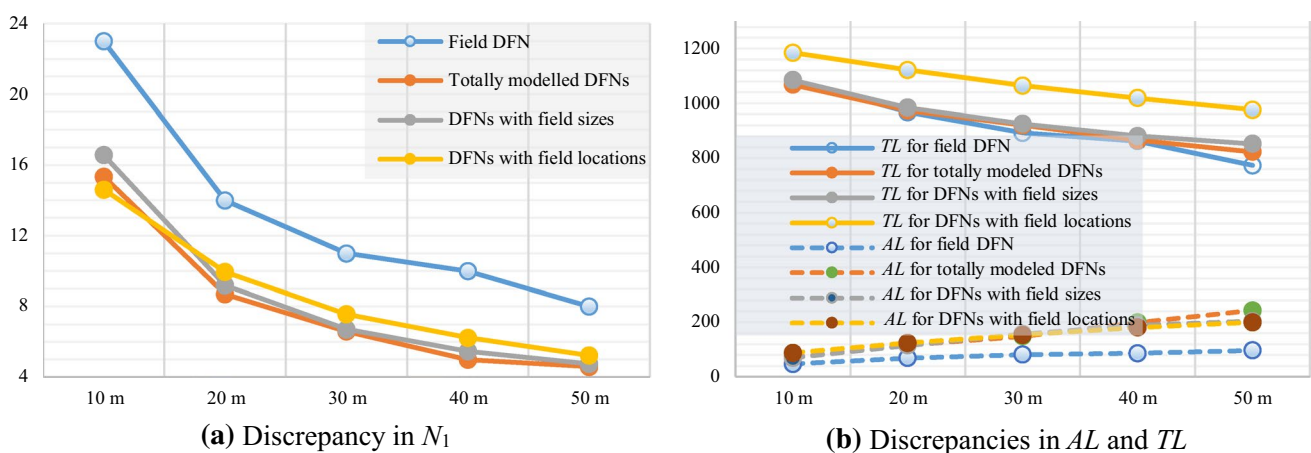 24
20
16
12
8
4
10 m 20 m 30 m 40 m 50 m
Field DFN
Totally modelled DFNs
DFNs with field sizes
DFNs with field locations
(a) Discrepancy in N1
1200
1000
800
600
400
200
0
10 m 20 m 30 m 40 m 50 m
TL for field DFN
TL for totally modeled DFNs
TL for DFNs with field sizes
TL for DFNs with field locations
AL for field DFN
AL for totally modeled DFNs
AL for DFNs with field sizes
AL for DFNs with field locations
(b) Discrepancies in AL and TL